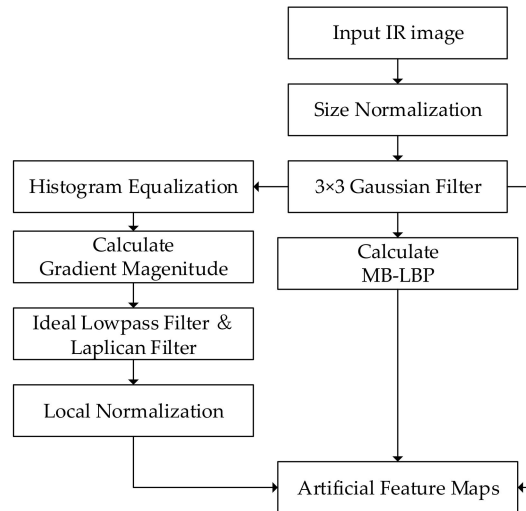 Input IR image
Size Normalization
3×3 Gaussian Filter
Histogram Equalization
Calculate
Gradient Magenitude
Calculate
MB-LBP
Ideal Lowpass Filter &
Laplican Filter
Local Normalization
Artificial Feature Maps